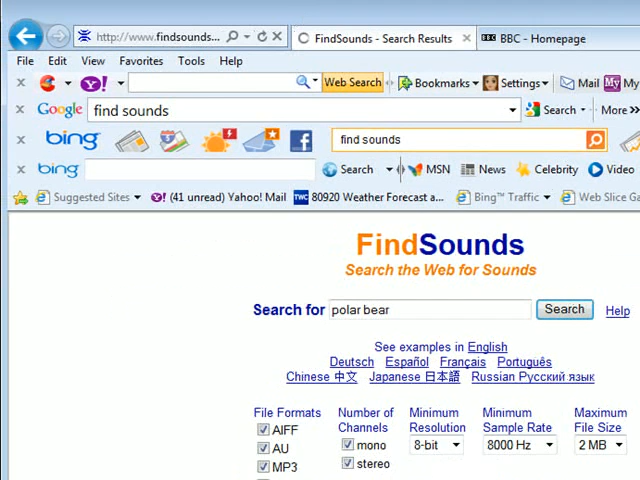 http://www.findsounds... FindSounds - Search Results BBC - Homepage
File Edit View Favorites Tools Help
Y! Web Search Bookmarks Settings Mail My My
Google find sounds Search More »
bing find sounds
bing Search MSN News Celebrity Video
Suggested Sites Y! (41 unread) Yahoo! Mail TWC 80920 Weather Forecast a... Bing™ Traffic Web Slice Ga
FindSounds
Search the Web for Sounds
Search for polar bear Search Help
See examples in English
Deutsch Español Français Português
Chinese 中文 Japanese 日本語 Russian Русский язык
File Formats Number of Channels Minimum Resolution Minimum Sample Rate Maximum File Size
AIFF mono 8-bit 8000 Hz 2 MB
AU stereo
MP3